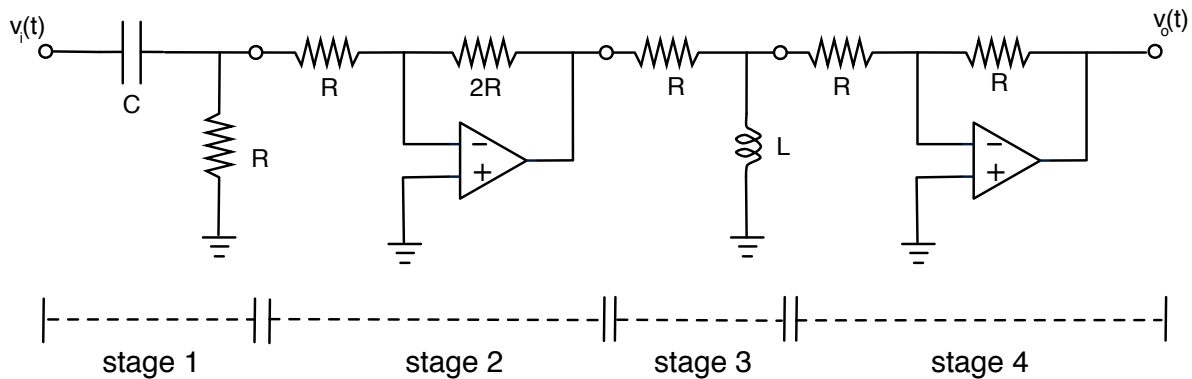 v_i(t)
v_o(t)
R
2R
R
R
R
C
R
L
−
+
−
+
stage 1
stage 2
stage 3
stage 4